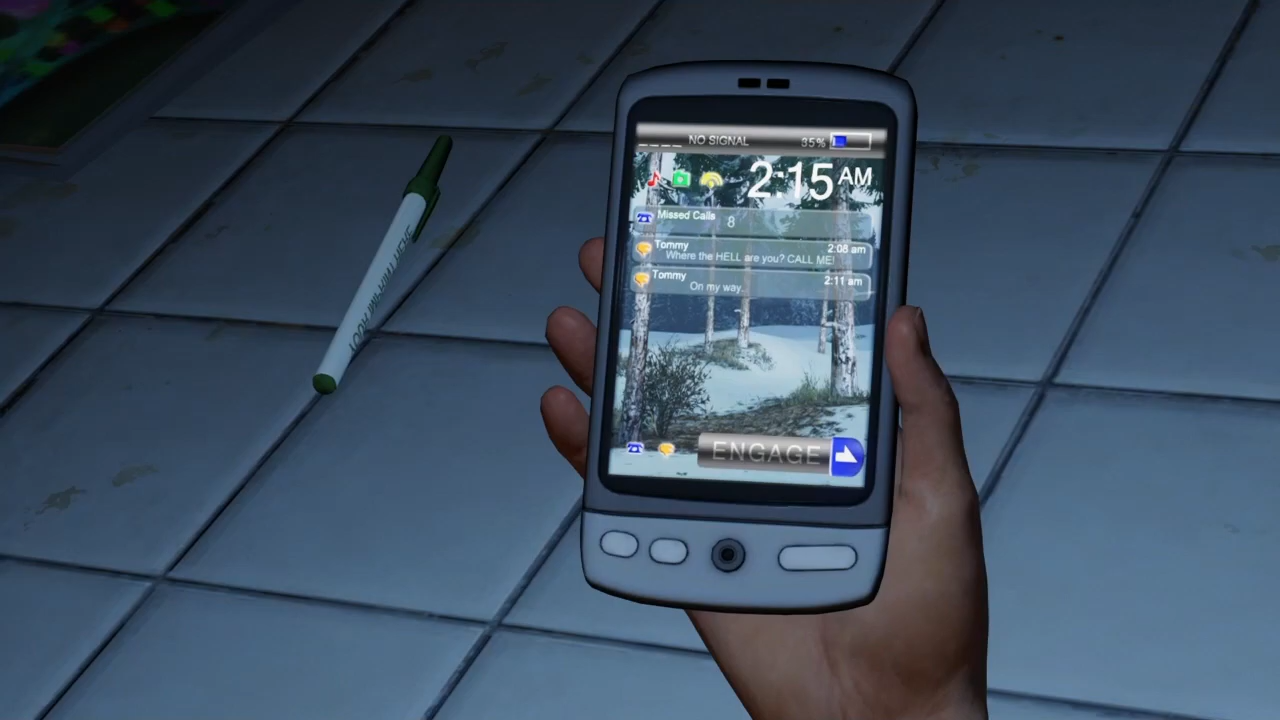 NO SIGNAL 35%
2:15 AM
Missed Calls
8
Tommy 2:08 am
Where the HELL are you? CALL ME!
Tommy 2:11 am
On my way.
ENGAGE